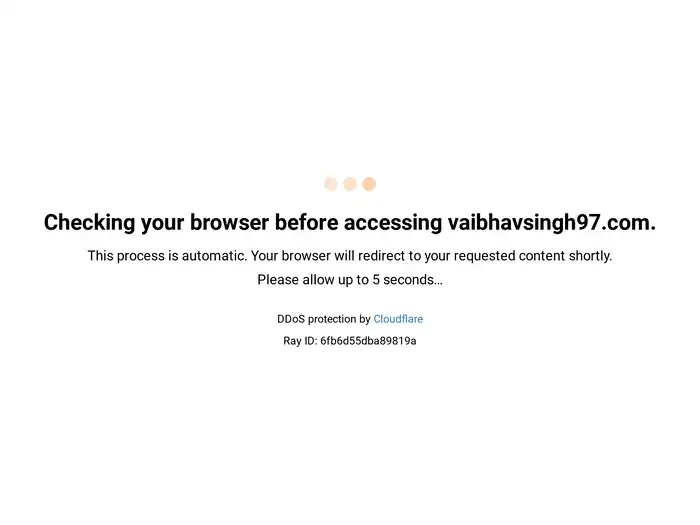 Checking your browser before accessing vaibhavsingh97.com.
This process is automatic. Your browser will redirect to your requested content shortly.
Please allow up to 5 seconds…
DDoS protection by Cloudflare
Ray ID: 6fb6d55dba89819a